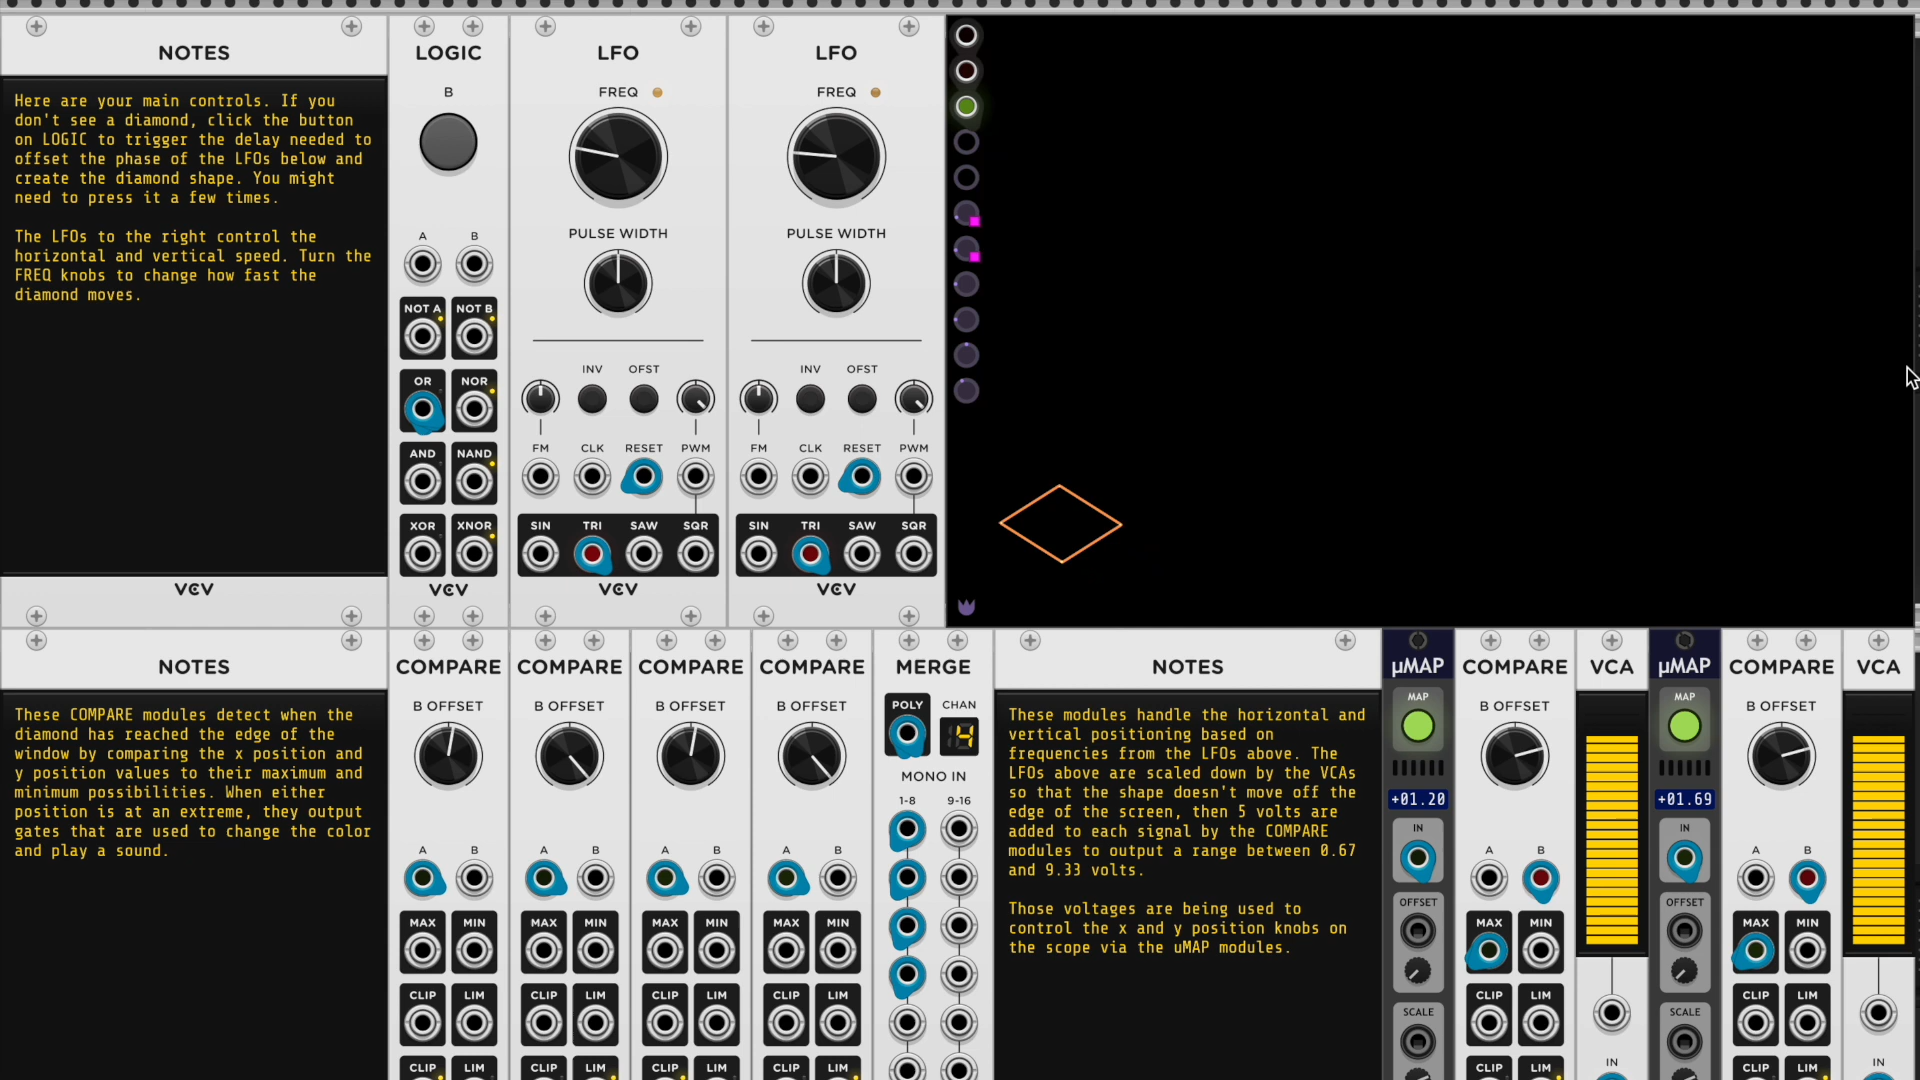 NOTES
LOGIC
LFO
LFO
Here are your main controls. If you
don't see a diamond, click the button
on LOGIC to trigger the delay needed to
offset the phase of the LFOs below and
create the diamond shape. You might
need to press it a few times.
The LFOs to the right control the
horizontal and vertical speed. Turn the
FREQ knobs to change how fast the
diamond moves.
VCV
B
A B
NOT A NOT B
OR NOR
AND NAND
XOR XNOR
VCV
FREQ
PULSE WIDTH
INV OFST
FM CLK RESET PWM
SIN TRI SAW SQR
VCV
FREQ
PULSE WIDTH
INV OFST
FM CLK RESET PWM
SIN TRI SAW SQR
VCV
NOTES
These COMPARE modules detect when the
diamond has reached the edge of the
window by comparing the x position and
y position values to their maximum and
minimum possibilities. When either
position is at an extreme, they output
gates that are used to change the color
and play a sound.
COMPARE
B OFFSET
A B
MAX MIN
CLIP LIM
CLIP LIM
COMPARE
B OFFSET
A B
MAX MIN
CLIP LIM
CLIP LIM
COMPARE
B OFFSET
A B
MAX MIN
CLIP LIM
CLIP LIM
COMPARE
B OFFSET
A B
MAX MIN
CLIP LIM
CLIP LIM
MERGE
POLY CHAN
4
MONO IN
1-8 9-16
NOTES
These modules handle the horizontal and
vertical positioning based on
frequencies from the LFOs above. The
LFOs above are scaled down by the VCAs
so that the shape doesn't move off the
edge of the screen, then 5 volts are
added to each signal by the COMPARE
modules to output a range between 0.67
and 9.33 volts.
Those voltages are being used to
control the x and y position knobs on
the scope via the uMAP modules.
μMAP
MAP
+01.20
IN
OFFSET
SCALE
COMPARE
B OFFSET
A B
MAX MIN
CLIP LIM
CLIP LIM
VCA
IN
μMAP
MAP
+01.69
IN
OFFSET
SCALE
COMPARE
B OFFSET
A B
MAX MIN
CLIP LIM
CLIP LIM
VCA
IN